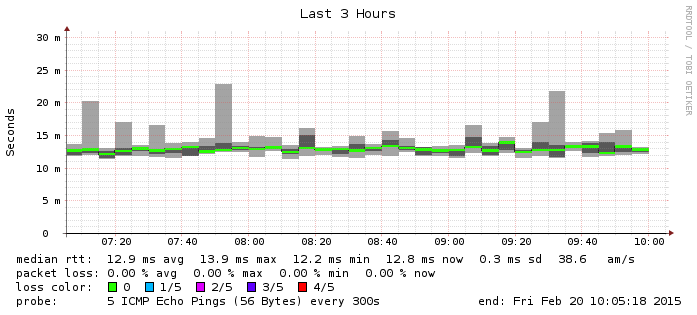 Last 3 Hours
RRDTOOL / TOBI OETIKER
Seconds
30 m
25 m
20 m
15 m
10 m
5 m
0
07:20 07:40 08:00 08:20 08:40 09:00 09:20 09:40 10:00
median rtt: 12.9 ms avg 13.9 ms max 12.2 ms min 12.8 ms now 0.3 ms sd 38.6 am/s
packet loss: 0.00 % avg 0.00 % max 0.00 % min 0.00 % now
loss color: 0 1/5 2/5 3/5 4/5
probe: 5 ICMP Echo Pings (56 Bytes) every 300s end: Fri Feb 20 10:05:18 2015